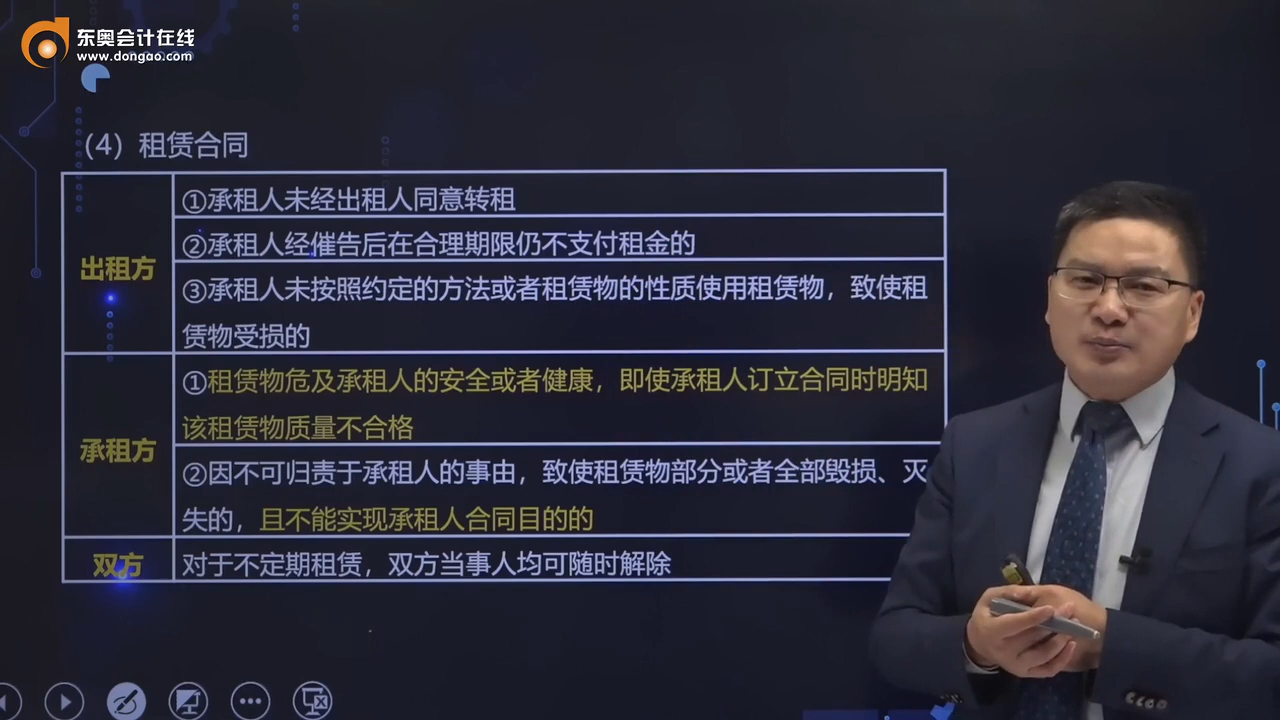 东奥会计在线
www.dongao.com
（4）租赁合同
出租方
①承租人未经出租人同意转租
②承租人经催告后在合理期限仍不支付租金的
③承租人未按照约定的方法或者租赁物的性质使用租赁物，致使租
赁物受损的
承租方
①租赁物危及承租人的安全或者健康，即使承租人订立合同时明知
该租赁物质量不合格
②因不可归责于承租人的事由，致使租赁物部分或者全部毁损、灭
失的，且不能实现承租人合同目的的
双方
对于不定期租赁，双方当事人均可随时解除